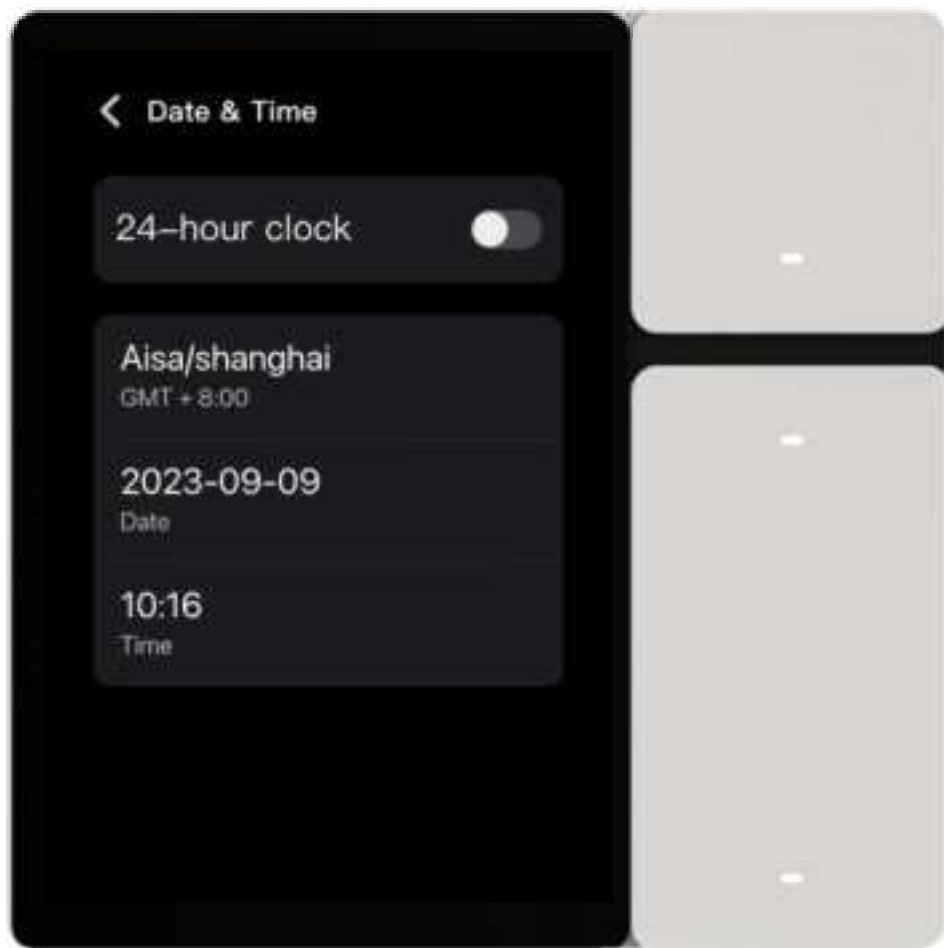 Date & Time
24-hour clock
Aisa/shanghai
GMT + 8:00
2023-09-09
Date
10:16
Time